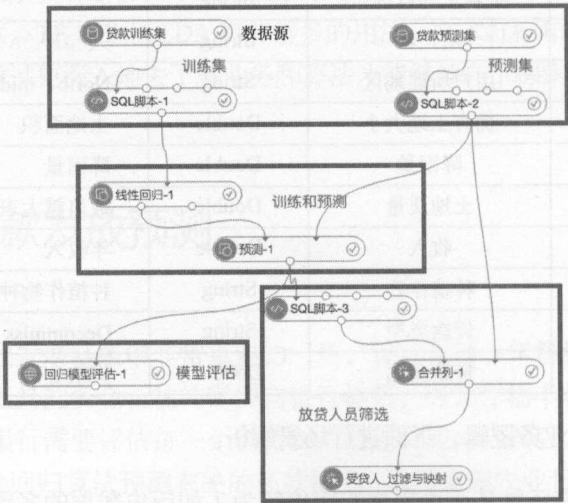 贷款训练集
数据源
贷款预测集
训练集
预测集
SQL脚本-1
SQL脚本-2
线性回归-1
训练和预测
预测-1
SQL脚本-3
回归模型评估-1
模型评估
合并列-1
放贷人员筛选
受贷人_过滤与映射